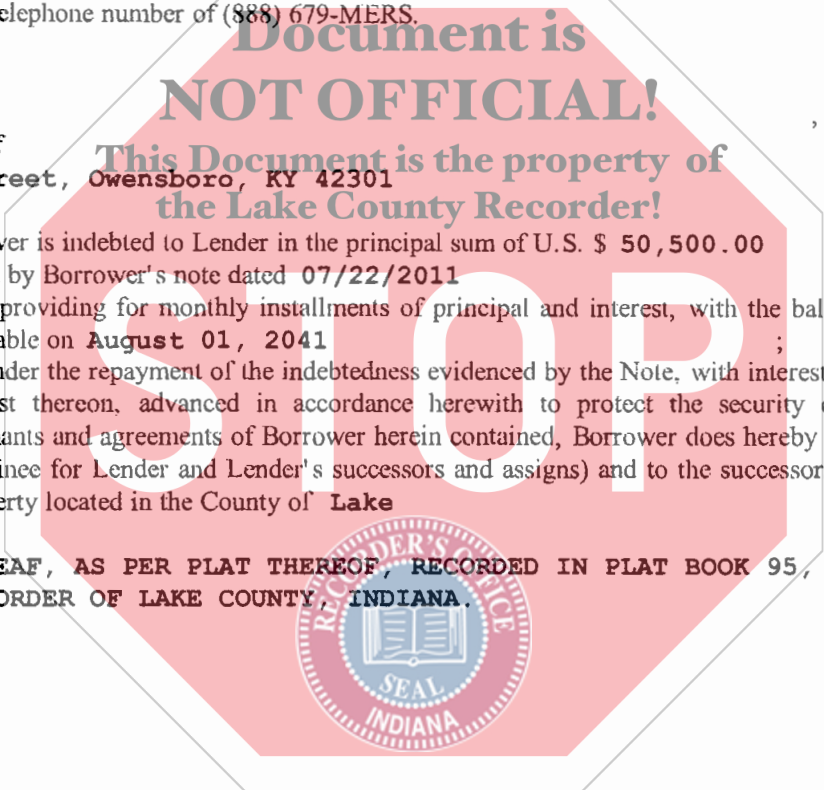 elephone number of (888) 679-MERS.
Document is
NOT OFFICIAL!
This Document is the property of
reet, Owensboro, KY 42301
the Lake County Recorder!
ver is indebted to Lender in the principal sum of U.S. $ 50,500.00
by Borrower's note dated 07/22/2011
providing for monthly installments of principal and interest, with the bal
able on August 01, 2041 ;
nder the repayment of the indebtedness evidenced by the Note, with interest
st thereon, advanced in accordance herewith to protect the security
ants and agreements of Borrower herein contained, Borrower does hereby
inee for Lender and Lender's successors and assigns) and to the successor
erty located in the County of Lake
STOP
EAF, AS PER PLAT THEREOF, RECORDED IN PLAT BOOK 95,
ORDER OF LAKE COUNTY, INDIANA.
RECORDER'S OFFICE
SEAL
INDIANA